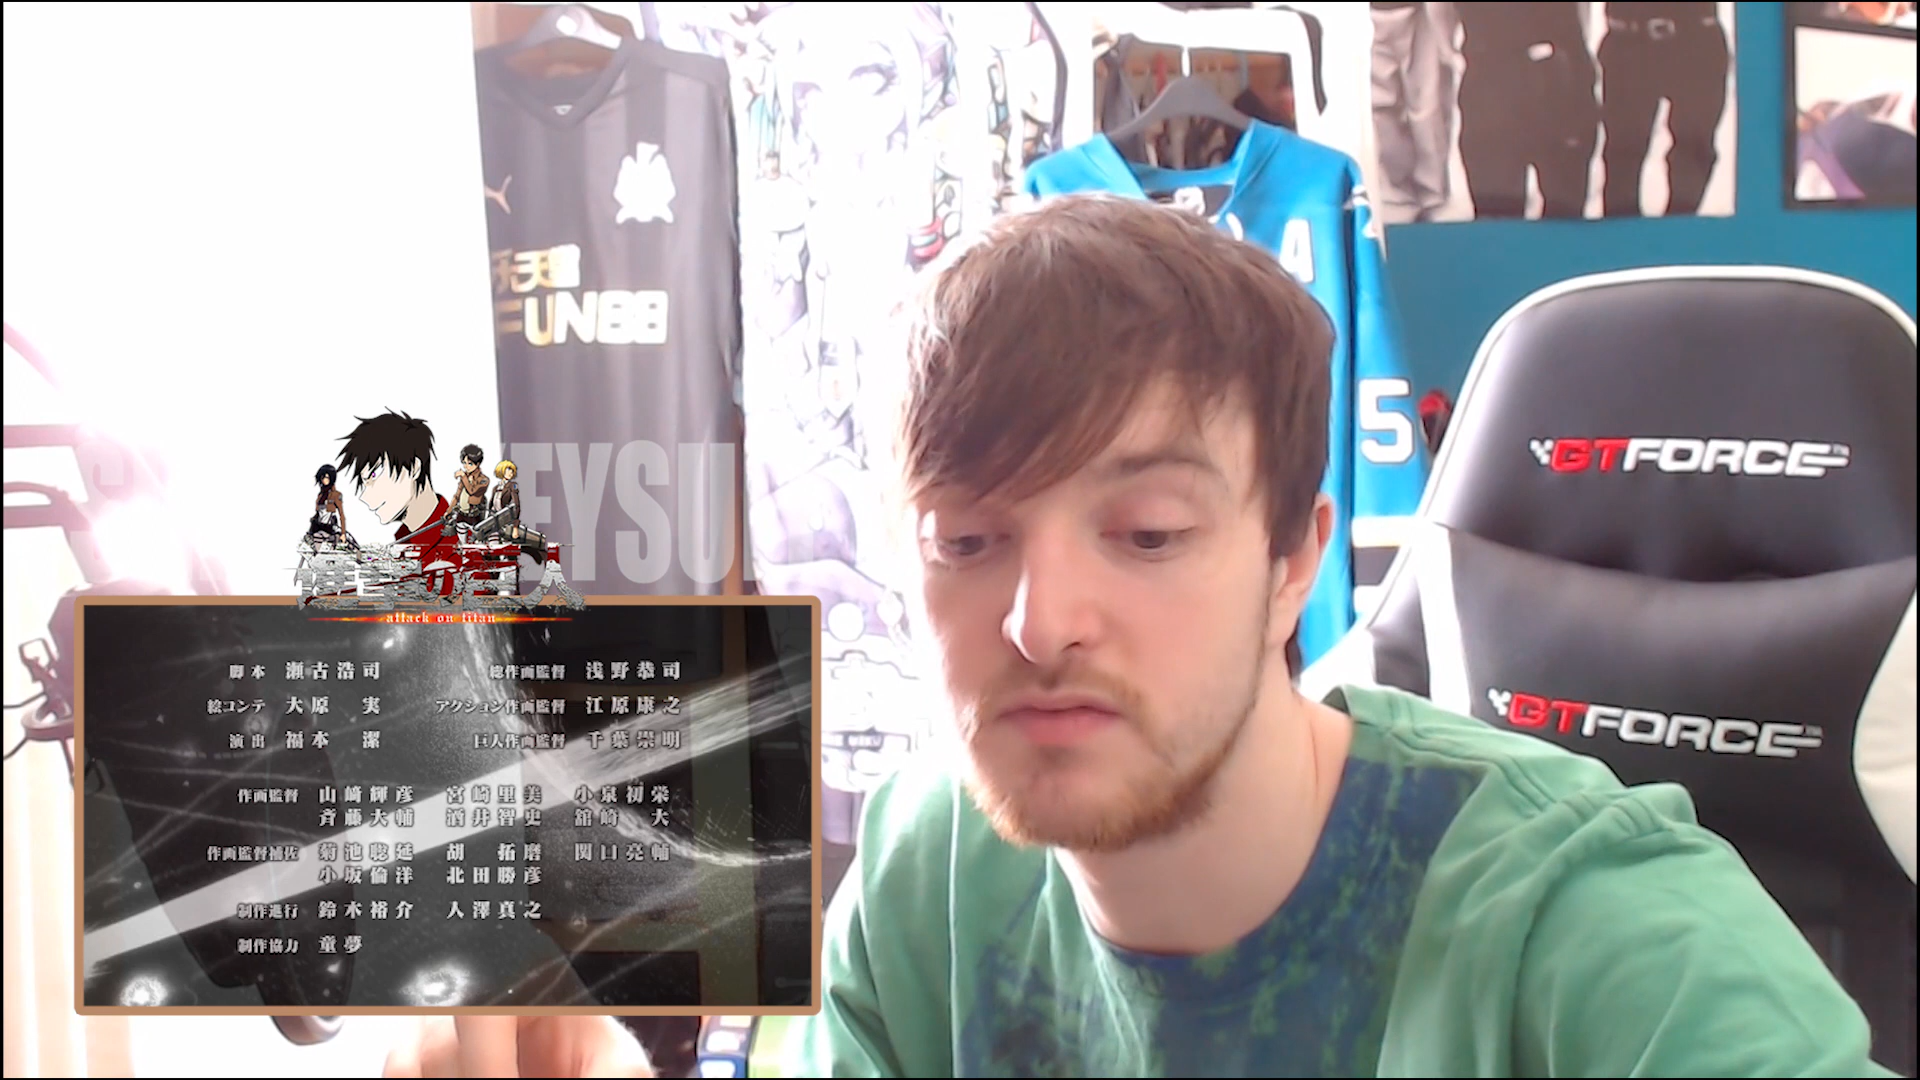 乐天堂
FUN88
A
5
GTFORCE
GTFORCE
EYSU
進撃の巨人
attack on titan
脚本 瀬古浩司 総作画監督 浅野恭司
絵コンテ 大原 実 アクション作画監督 江原康之
演出 福本 潔 巨人作画監督 千葉崇明
作画監督 山﨑輝彦 宮崎里美 小泉初栄
斉藤大輔 酒井智史 舘崎 大
作画監督補佐 菊池聡延 胡 拓磨 関口亮輔
小坂倫洋 北田勝彦
制作進行 鈴木裕介 人澤真之
制作協力 童夢